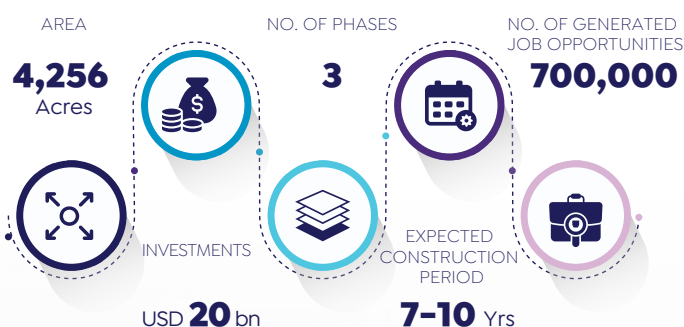 AREA
4,256
Acres
INVESTMENTS
USD 20 bn
NO. OF PHASES
3
EXPECTED
CONSTRUCTION
PERIOD
7-10 Yrs
NO. OF GENERATED
JOB OPPORTUNITIES
700,000
$